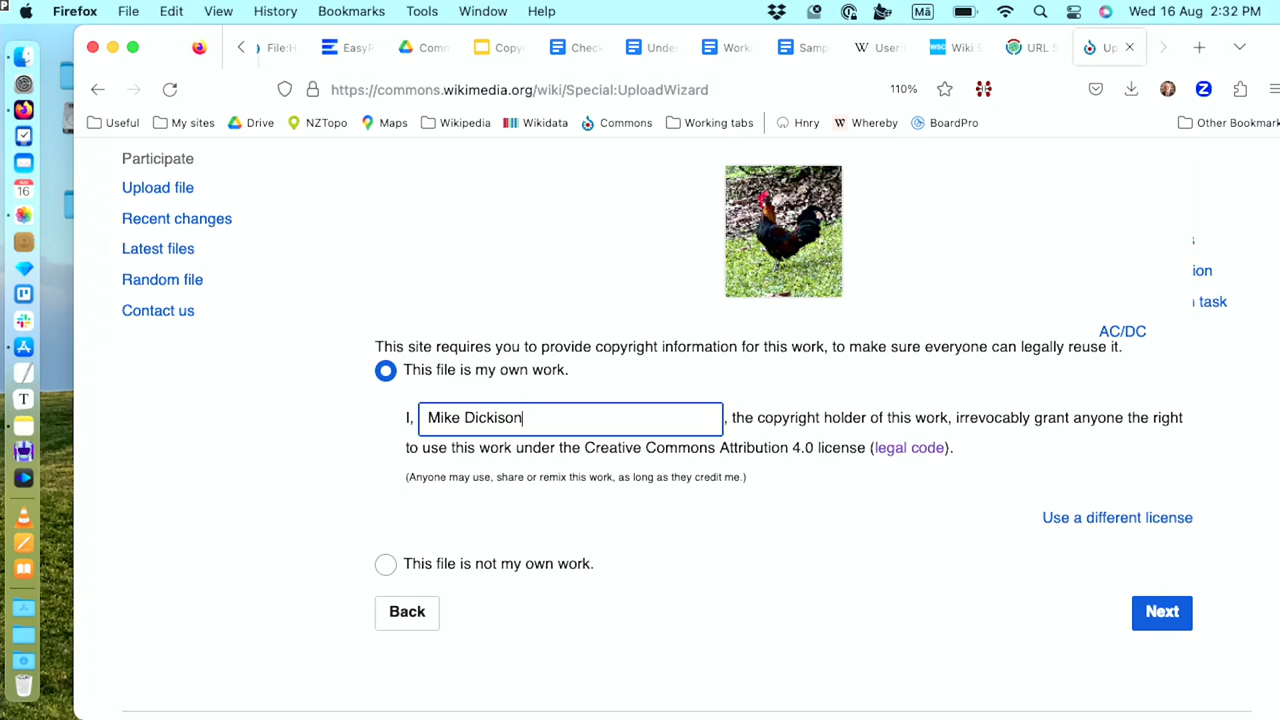 Firefox File Edit View History Bookmarks Tools Window Help Mā Wed 16 Aug 2:32 PM
File:H EasyR Comm Copyr Check Under Worki Samp User: Wiki S URL S Up
https://commons.wikimedia.org/wiki/Special:UploadWizard 110%
Useful My sites Drive NZTopo Maps Wikipedia Wikidata Commons Working tabs Hnry Whereby BoardPro Other Bookmark
Participate
Upload file
Recent changes
Latest files
Random file
Contact us
ion
task
AC/DC
This site requires you to provide copyright information for this work, to make sure everyone can legally reuse it.
This file is my own work.
I, Mike Dickison, the copyright holder of this work, irrevocably grant anyone the right
to use this work under the Creative Commons Attribution 4.0 license (legal code).
(Anyone may use, share or remix this work, as long as they credit me.)
Use a different license
This file is not my own work.
Back Next